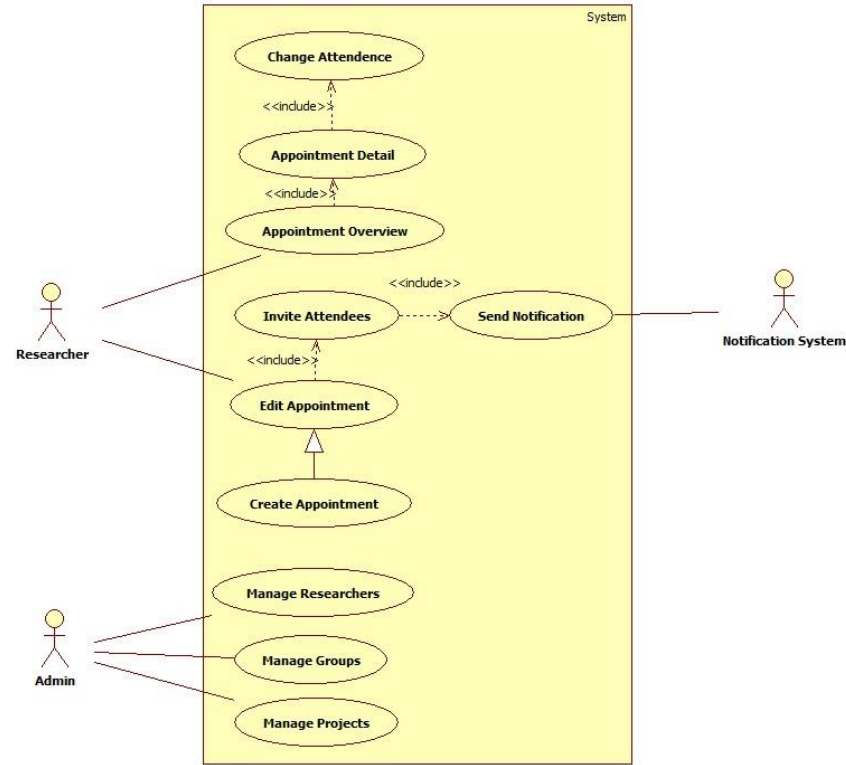 System
Change Attendence
<<include>>
Appointment Detail
<<include>>
Appointment Overview
<<include>>
Invite Attendees
Send Notification
Notification System
Researcher
<<include>>
Edit Appointment
Create Appointment
Manage Researchers
Manage Groups
Admin
Manage Projects